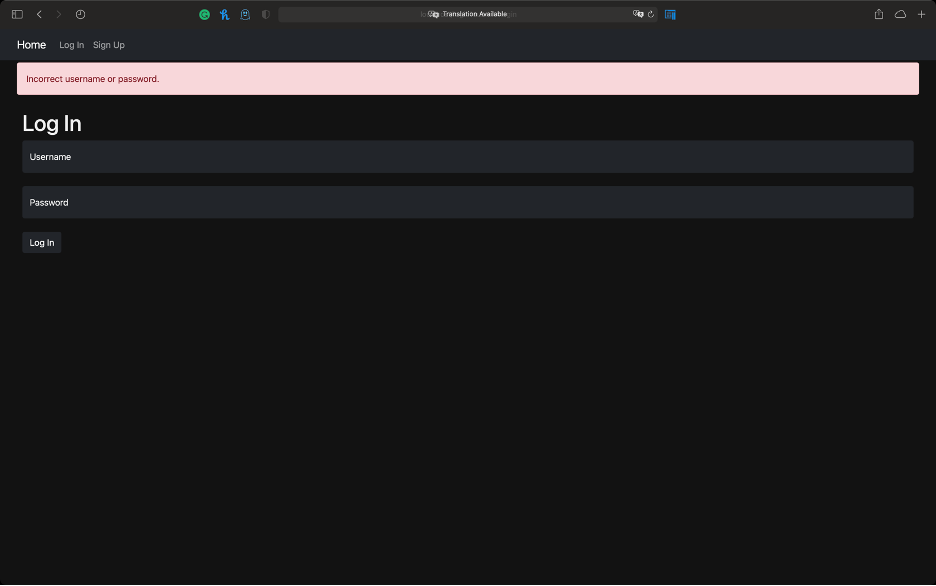 Translation Available
Home Log In Sign Up
Incorrect username or password.
Log In
Username
Password
Log In